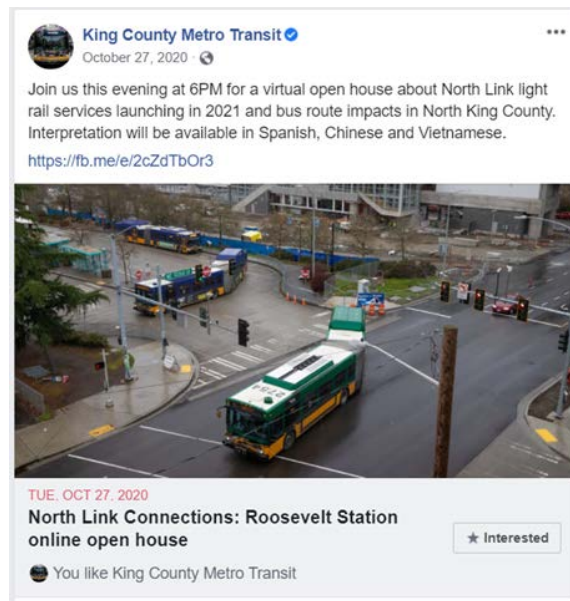 King County Metro Transit
October 27, 2020
Join us this evening at 6PM for a virtual open house about North Link light
rail services launching in 2021 and bus route impacts in North King County.
Interpretation will be available in Spanish, Chinese and Vietnamese.
https://fb.me/e/2cZdTbOr3
2754
TUE, OCT 27, 2020
North Link Connections: Roosevelt Station
online open house
Interested
You like King County Metro Transit